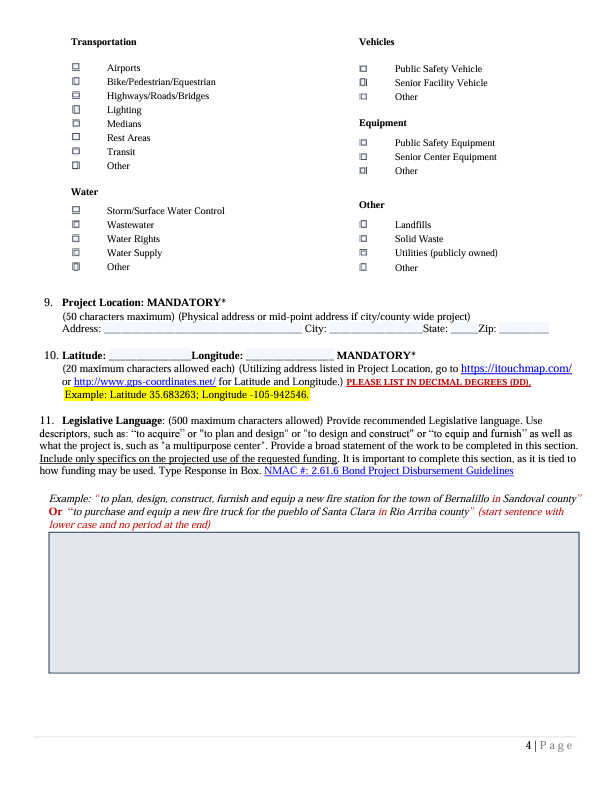 Transportation
Airports
Bike/Pedestrian/Equestrian
Highways/Roads/Bridges
Lighting
Medians
Rest Areas
Transit
Other
Water
Storm/Surface Water Control
Wastewater
Water Rights
Water Supply
Other
Vehicles
Public Safety Vehicle
Senior Facility Vehicle
Other
Equipment
Public Safety Equipment
Senior Center Equipment
Other
Other
Landfills
Solid Waste
Utilities (publicly owned)
Other
9. Project Location: MANDATORY*
(50 characters maximum) (Physical address or mid-point address if city/county wide project)
Address: ____________________ City: ____________________State: _____Zip: _________
10. Latitude: ________________Longitude: ________________ MANDATORY*
(20 maximum characters allowed each) (Utilizing address listed in Project Location, go to https://itouchmap.com/
or http://www.gps-coordinates.net/ for Latitude and Longitude.) PLEASE LIST IN DECIMAL DEGREES (DD).
Example: Latitude 35.683263; Longitude -105-942546.
11. Legislative Language: (500 maximum characters allowed) Provide recommended Legislative language. Use
descriptors, such as: “to acquire” or "to plan and design" or "to design and construct" or “to equip and furnish” as well as
what the project is, such as "a multipurpose center". Provide a broad statement of the work to be completed in this section.
Include only specifics on the projected use of the requested funding. It is important to complete this section, as it is tied to
how funding may be used. Type Response in Box. NMAC #: 2.61.6 Bond Project Disbursement Guidelines
Example: “to plan, design, construct, furnish and equip a new fire station for the town of Bernalillo in Sandoval county”
Or “to purchase and equip a new fire truck for the pueblo of Santa Clara in Rio Arriba county” (start sentence with
lower case and no period at the end)
4 | Page